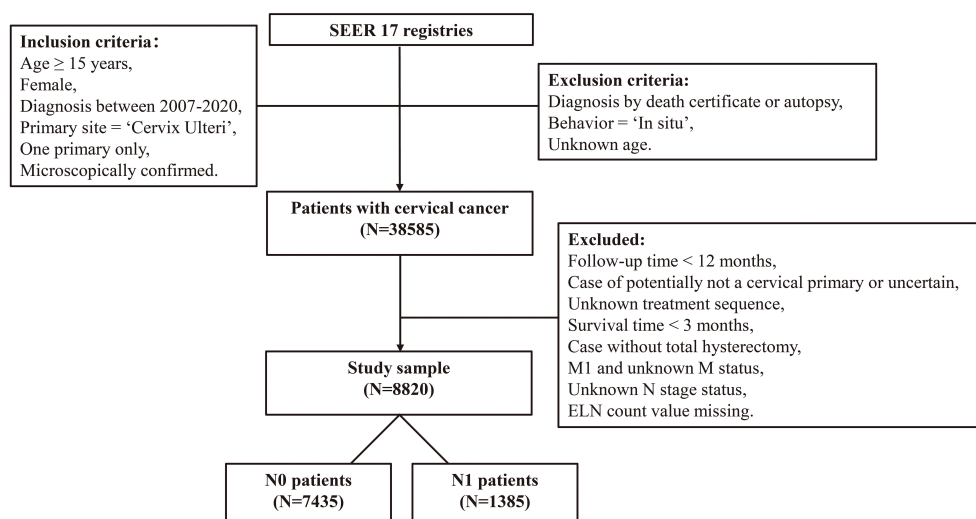 SEER 17 registries
Inclusion criteria:
Age ≥ 15 years,
Female,
Diagnosis between 2007-2020,
Primary site = ‘Cervix Ulteri’,
One primary only,
Microscopically confirmed.
Exclusion criteria:
Diagnosis by death certificate or autopsy,
Behavior = ‘In situ’,
Unknown age.
Patients with cervical cancer
(N=38585)
Excluded:
Follow-up time < 12 months,
Case of potentially not a cervical primary or uncertain,
Unknown treatment sequence,
Survival time < 3 months,
Case without total hysterectomy,
M1 and unknown M status,
Unknown N stage status,
ELN count value missing.
Study sample
(N=8820)
N0 patients
(N=7435)
N1 patients
(N=1385)